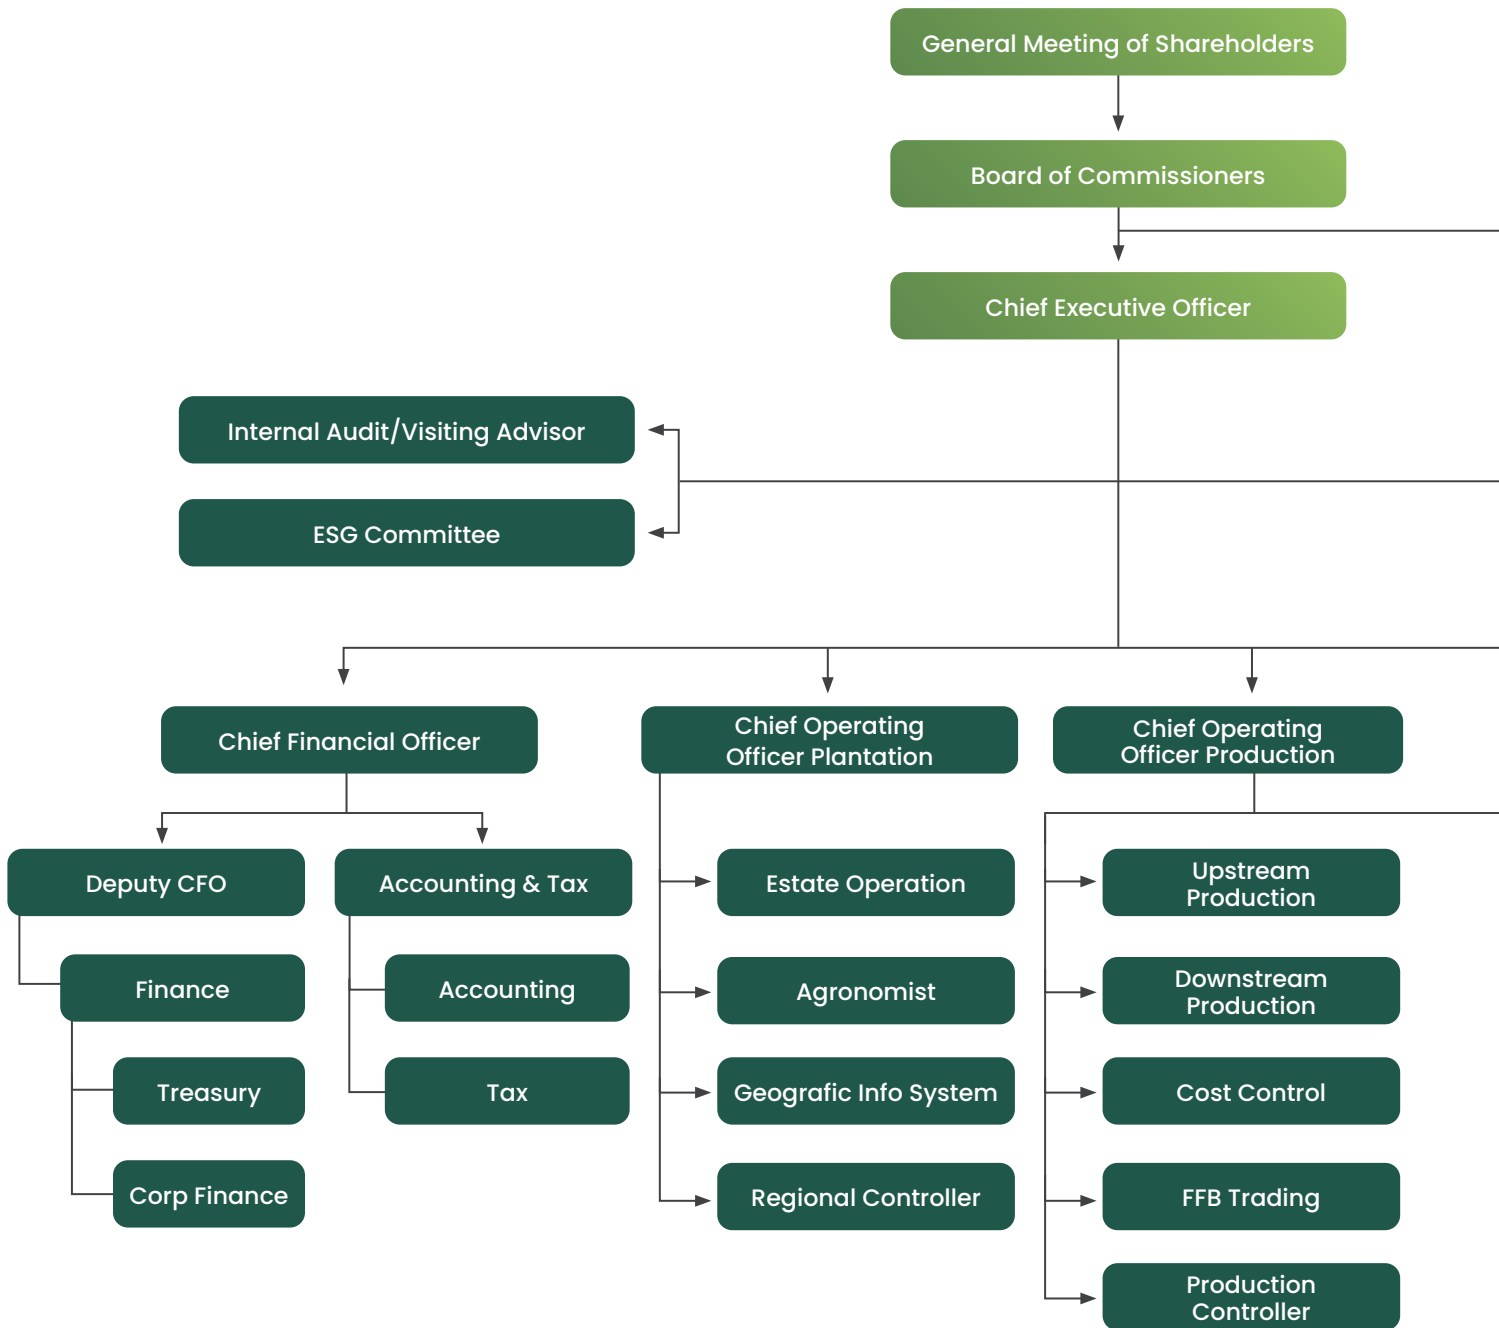 General Meeting of Shareholders
Board of Commissioners
Chief Executive Officer
Internal Audit/Visiting Advisor
ESG Committee
Chief Financial Officer
Chief Operating
Officer Plantation
Chief Operating
Officer Production
Deputy CFO
Accounting & Tax
Estate Operation
Upstream
Production
Finance
Accounting
Agronomist
Downstream
Production
Treasury
Tax
Geografic Info System
Cost Control
Corp Finance
Regional Controller
FFB Trading
Production
Controller